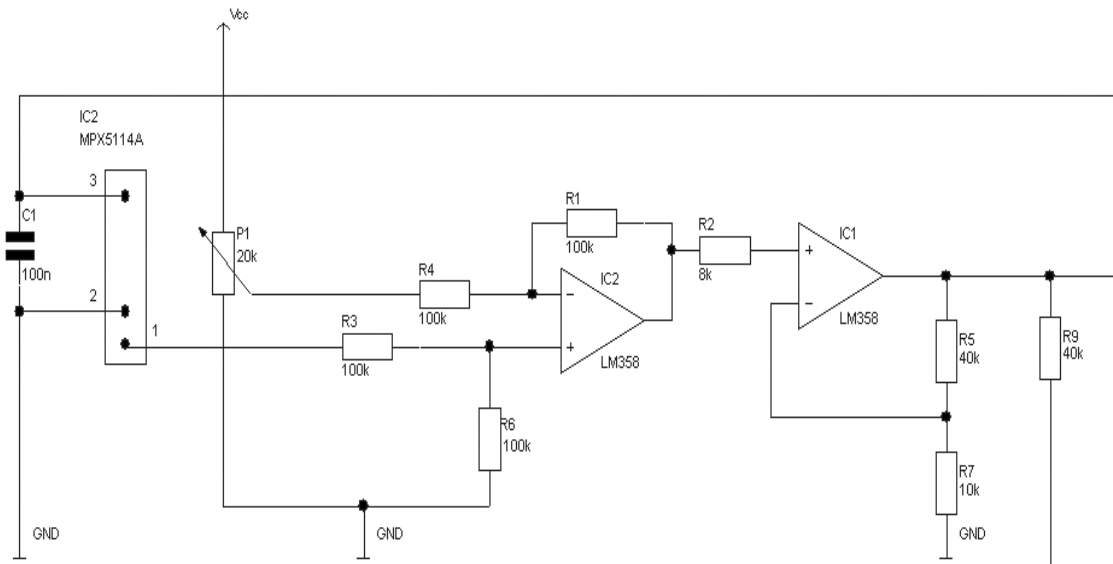 Vcc
IC2
MPX5114A
3
C1
100n
2
1
P1
20k
R1
100k
R4
100k
R3
100k
IC2
LM358
R6
100k
R2
8k
IC1
LM358
+
−
−
+
R5
40k
R9
40k
R7
10k
GND
GND
GND